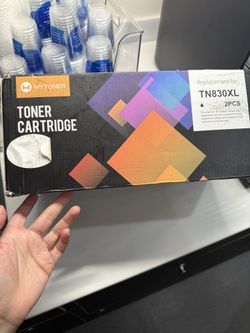 MYTONER
TONER
CARTRIDGE
Replacement for
TN830XL
2PCS